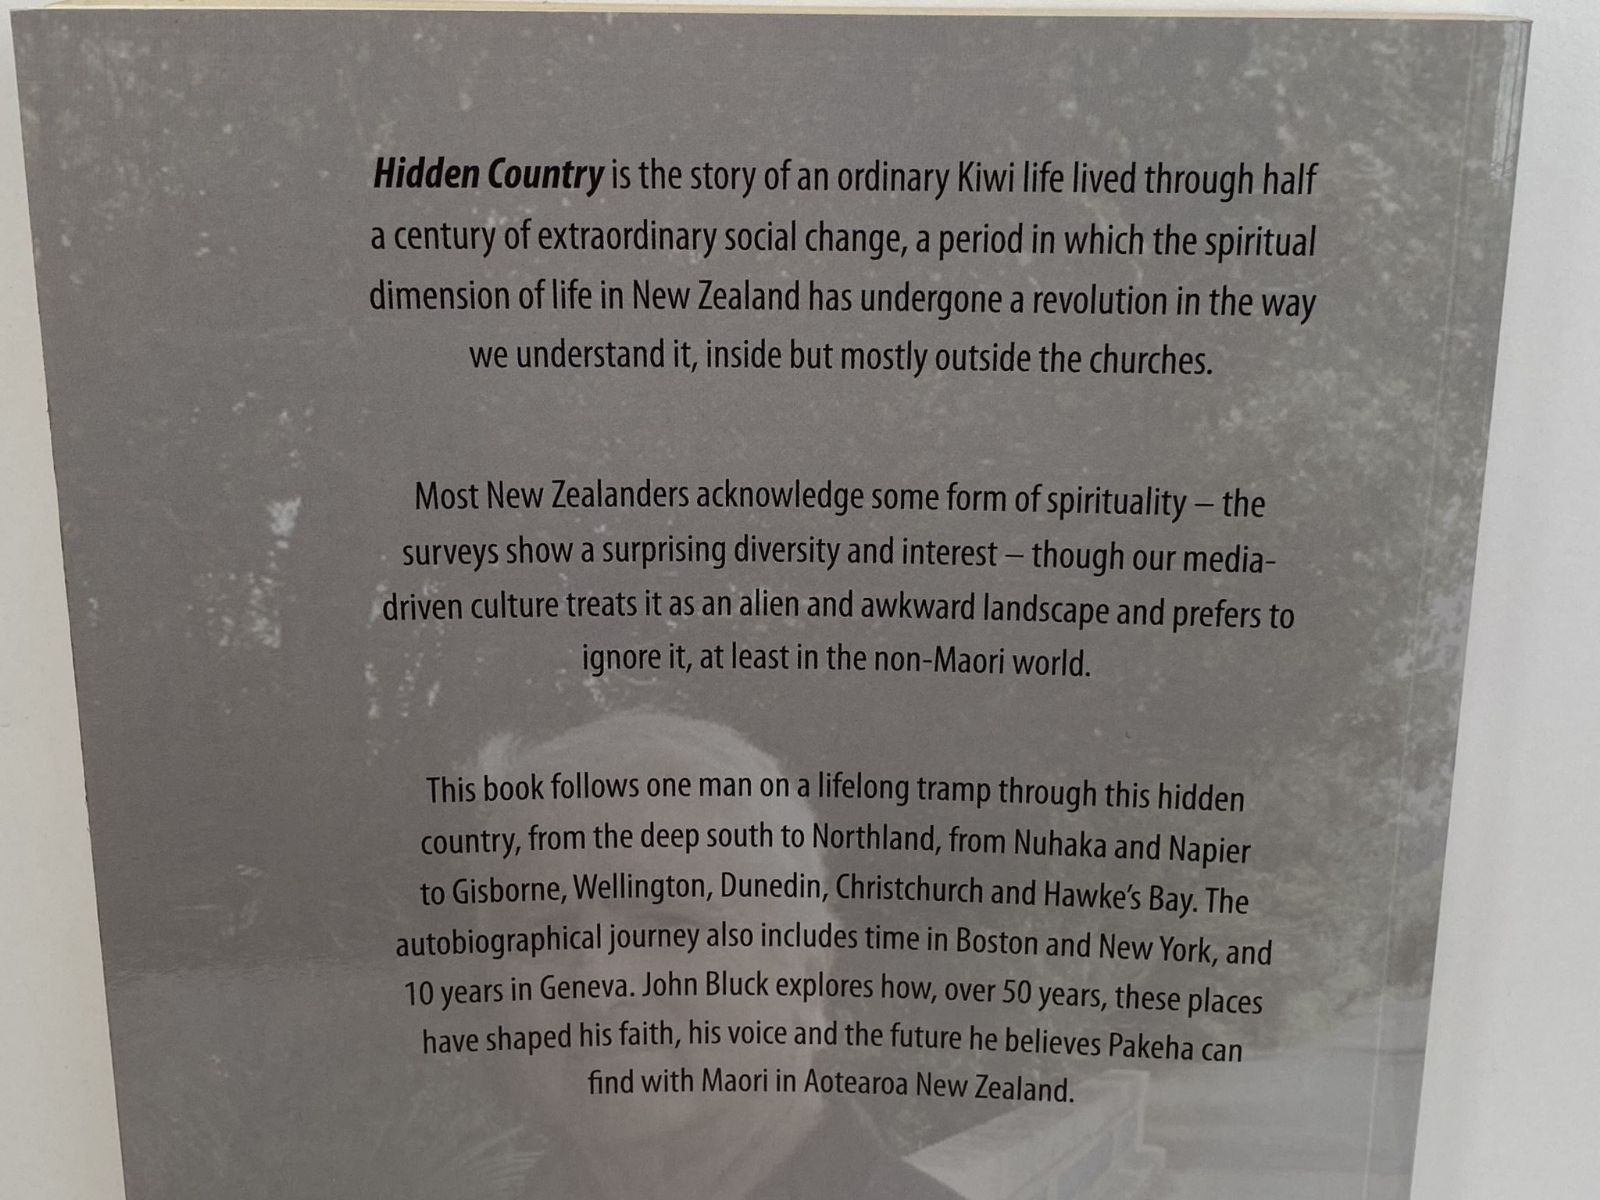 Hidden Country is the story of an ordinary Kiwi life lived through half
a century of extraordinary social change, a period in which the spiritual
dimension of life in New Zealand has undergone a revolution in the way
we understand it, inside but mostly outside the churches.
Most New Zealanders acknowledge some form of spirituality – the
surveys show a surprising diversity and interest – though our media-
driven culture treats it as an alien and awkward landscape and prefers to
ignore it, at least in the non-Maori world.
This book follows one man on a lifelong tramp through this hidden
country, from the deep south to Northland, from Nuhaka and Napier
to Gisborne, Wellington, Dunedin, Christchurch and Hawke’s Bay. The
autobiographical journey also includes time in Boston and New York, and
10 years in Geneva. John Bluck explores how, over 50 years, these places
have shaped his faith, his voice and the future he believes Pakeha can
find with Maori in Aotearoa New Zealand.